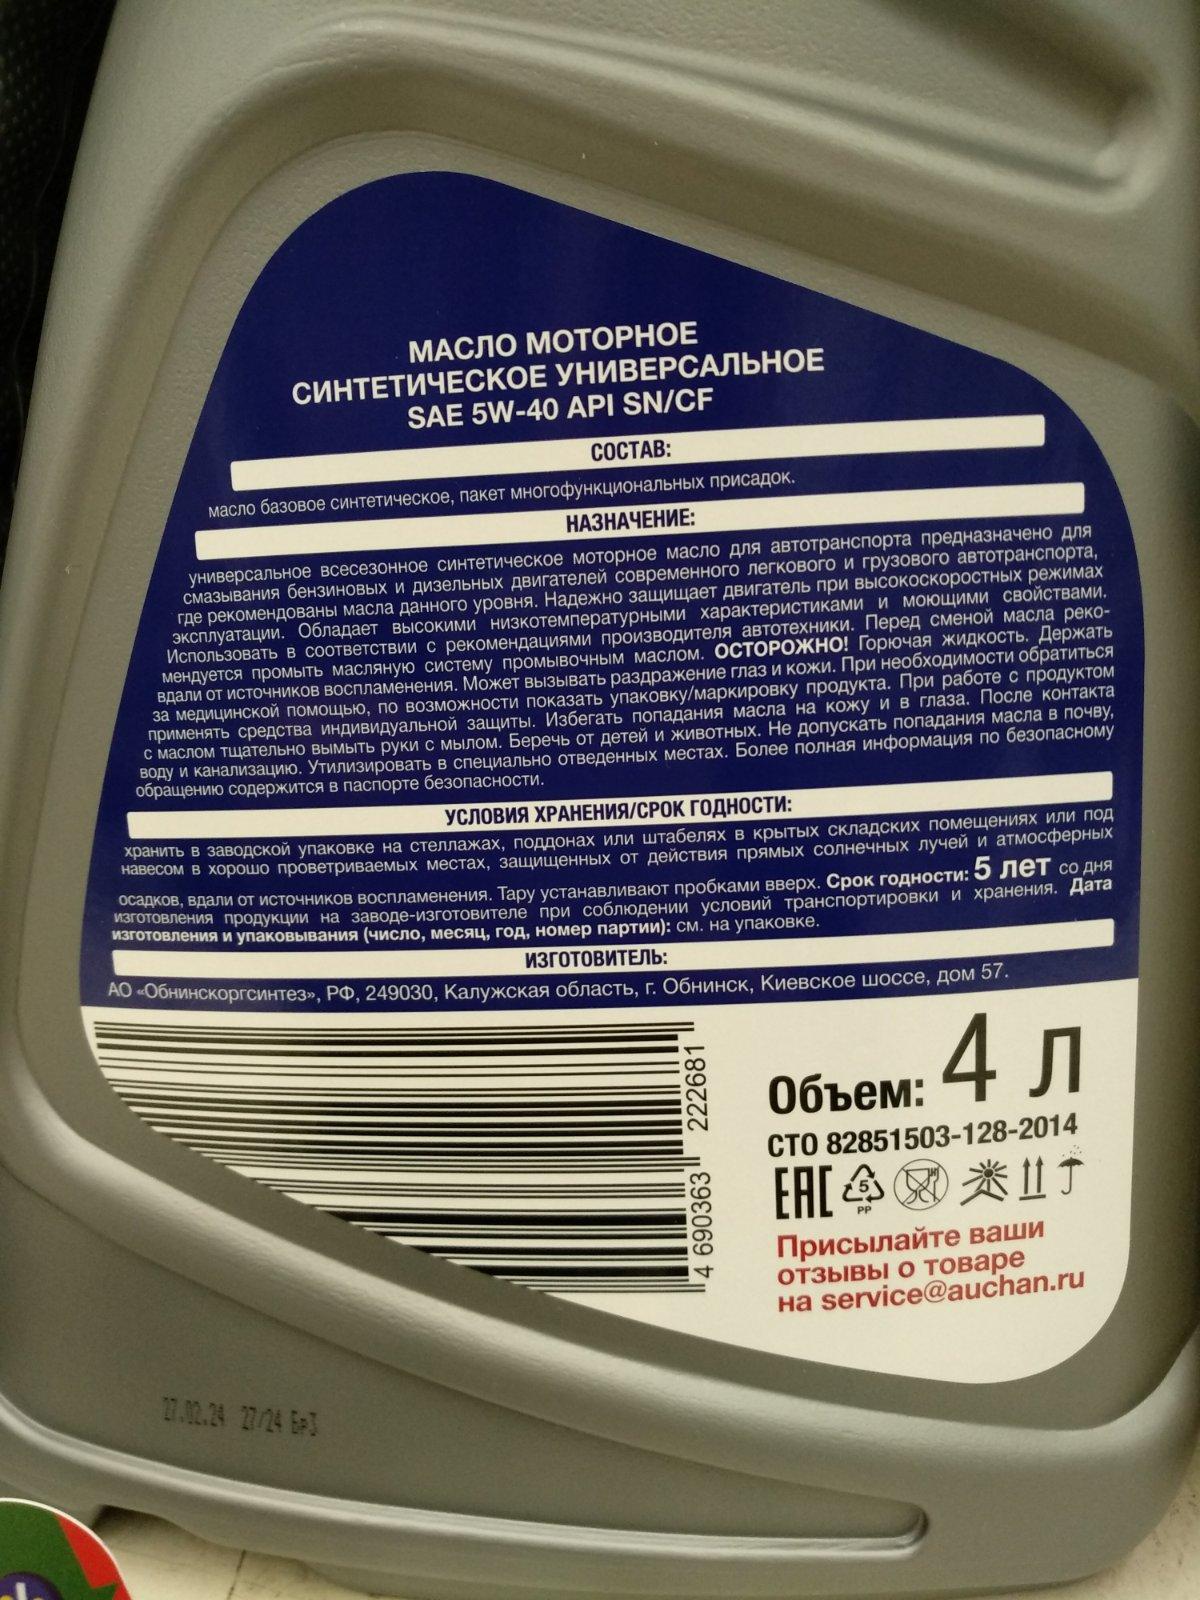 МАСЛО МОТОРНОЕ
СИНТЕТИЧЕСКОЕ УНИВЕРСАЛЬНОЕ
SAE 5W-40 API SN/CF
СОСТАВ:
масло базовое синтетическое, пакет многофункциональных присадок.
НАЗНАЧЕНИЕ:
универсальное всесезонное синтетическое моторное масло для автотранспорта предназначено для
смазывания бензиновых и дизельных двигателей современного легкового и грузового автотранспорта,
где рекомендованы масла данного уровня. Надежно защищает двигатель при высокоскоростных режимах
эксплуатации. Обладает высокими низкотемпературными характеристиками и моющими свойствами.
Использовать в соответствии с рекомендациями производителя автотехники. Перед сменой масла реко-
мендуется промыть масляную систему промывочным маслом. ОСТОРОЖНО! Горючая жидкость. Держать
вдали от источников воспламенения. Может вызывать раздражение глаз и кожи. При необходимости обратиться
за медицинской помощью, по возможности показать упаковку/маркировку продукта. При работе с продуктом
применять средства индивидуальной защиты. Избегать попадания масла на кожу и в глаза. После контакта
с маслом тщательно вымыть руки с мылом. Беречь от детей и животных. Не допускать попадания масла в почву,
воду и канализацию. Утилизировать в специально отведенных местах. Более полная информация по безопасному
обращению содержится в паспорте безопасности.
УСЛОВИЯ ХРАНЕНИЯ/СРОК ГОДНОСТИ:
хранить в заводской упаковке на стеллажах, поддонах или штабелях в крытых складских помещениях или под
навесом в хорошо проветриваемых местах, защищенных от действия прямых солнечных лучей и атмосферных
осадков, вдали от источников воспламенения. Тару устанавливают пробками вверх. Срок годности: 5 лет со дня
изготовления продукции на заводе-изготовителе при соблюдении условий транспортировки и хранения. Дата
изготовления и упаковывания (число, месяц, год, номер партии): см. на упаковке.
ИЗГОТОВИТЕЛЬ:
АО «Обнинскоргсинтез», РФ, 249030, Калужская область, г. Обнинск, Киевское шоссе, дом 57.
4 690363 222681
Объем: 4 Л
СТО 82851503-128-2014
ЕАС
5
PP
Присылайте ваши
отзывы о товаре
на service@auchan.ru
27.02.24 27/24 Бр3